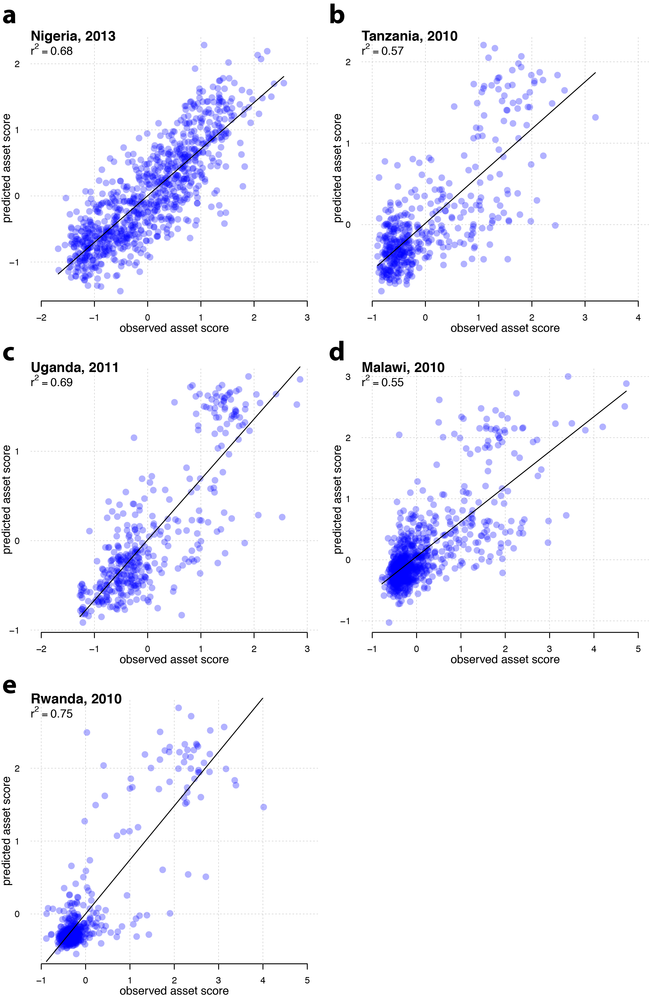 a
Nigeria, 2013
r² = 0.68
predicted asset score
2
1
0
−1
−2 −1 0 1 2 3
observed asset score
b
Tanzania, 2010
r² = 0.57
predicted asset score
2
1
0
−1 0 1 2 3 4
observed asset score
c
Uganda, 2011
r² = 0.69
predicted asset score
1
0
−1
−2 −1 0 1 2 3
observed asset score
d
Malawi, 2010
r² = 0.55
predicted asset score
3
2
1
0
−1
−1 0 1 2 3 4 5
observed asset score
e
Rwanda, 2010
r² = 0.75
predicted asset score
2
1
0
−1 0 1 2 3 4 5
observed asset score